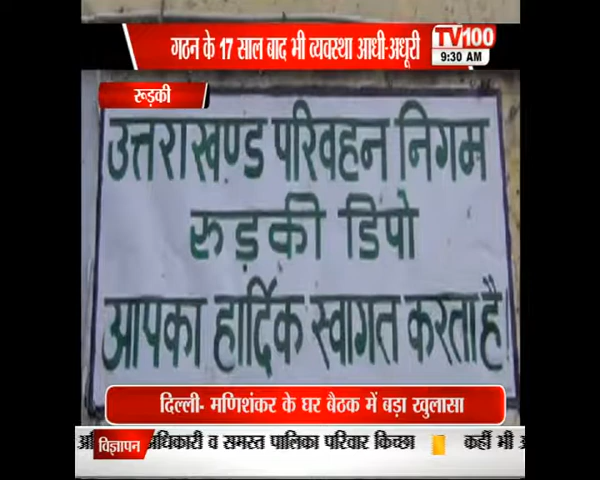 गठन के 17 साल बाद भी व्यवस्था आधी-अधूरी
TV100
9:30 AM
रूड़की
उत्तराखण्ड परिवहन निगम
रुड़की डिपो
आपका हार्दिक स्वागत करता है
दिल्ली- मणिशंकर के घर बैठक में बड़ा खुलासा
विज्ञापन
अधिकारी व समस्त पालिका परिवार किच्छा
कहीं भी